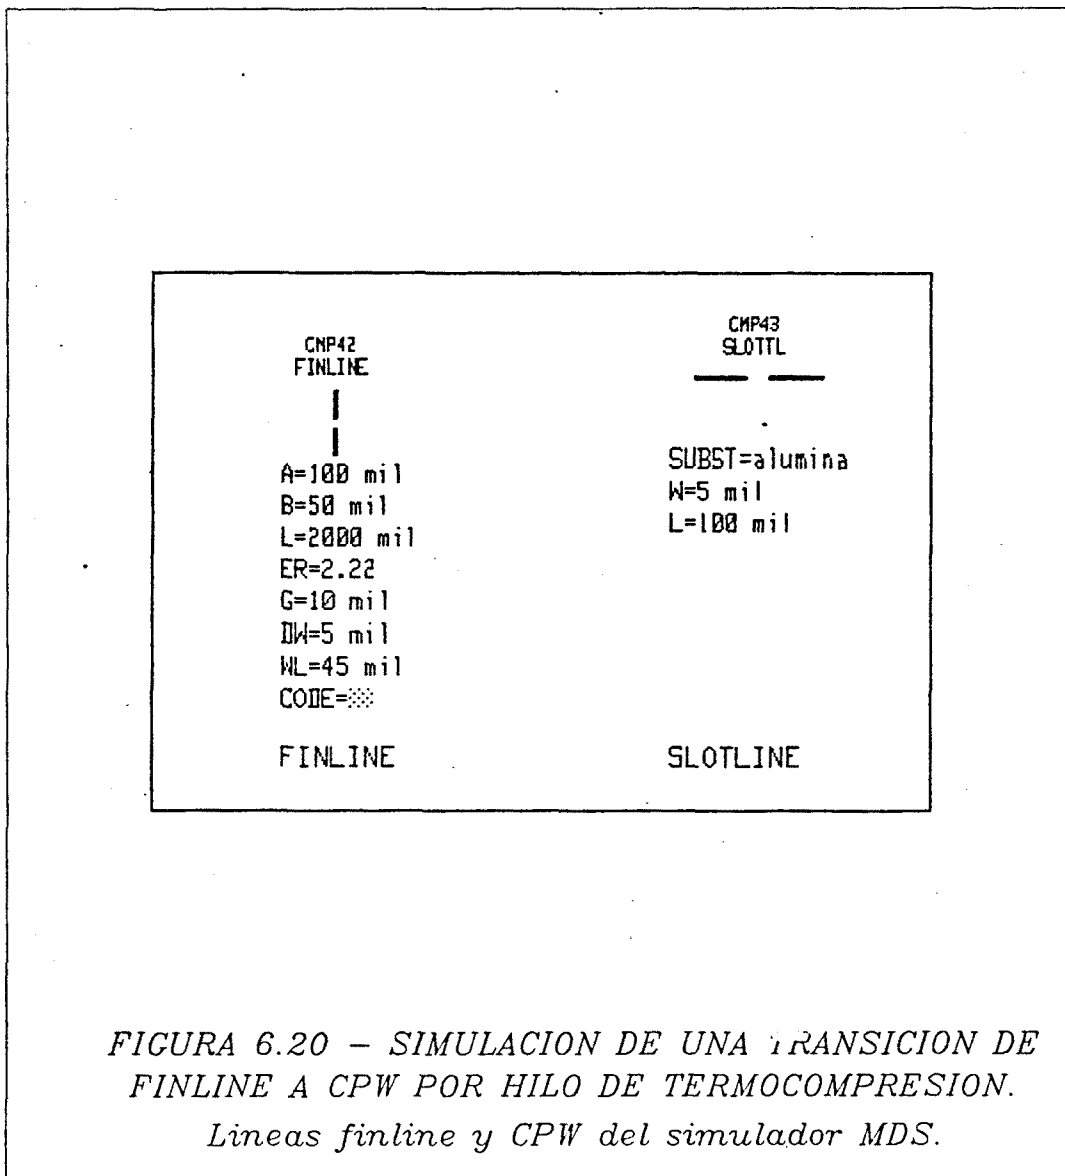 CMP42
FINLINE
A=100 mil
B=50 mil
L=2000 mil
ER=2.22
G=10 mil
DW=5 mil
WL=45 mil
CODE=
FINLINE
CMP43
SLOTTL
SUBST=alumina
W=5 mil
L=100 mil
SLOTLINE
FIGURA 6.20 - SIMULACION DE UNA TRANSICION DE
FINLINE A CPW POR HILO DE TERMOCOMPRESION.
Lineas finline y CPW del simulador MDS.